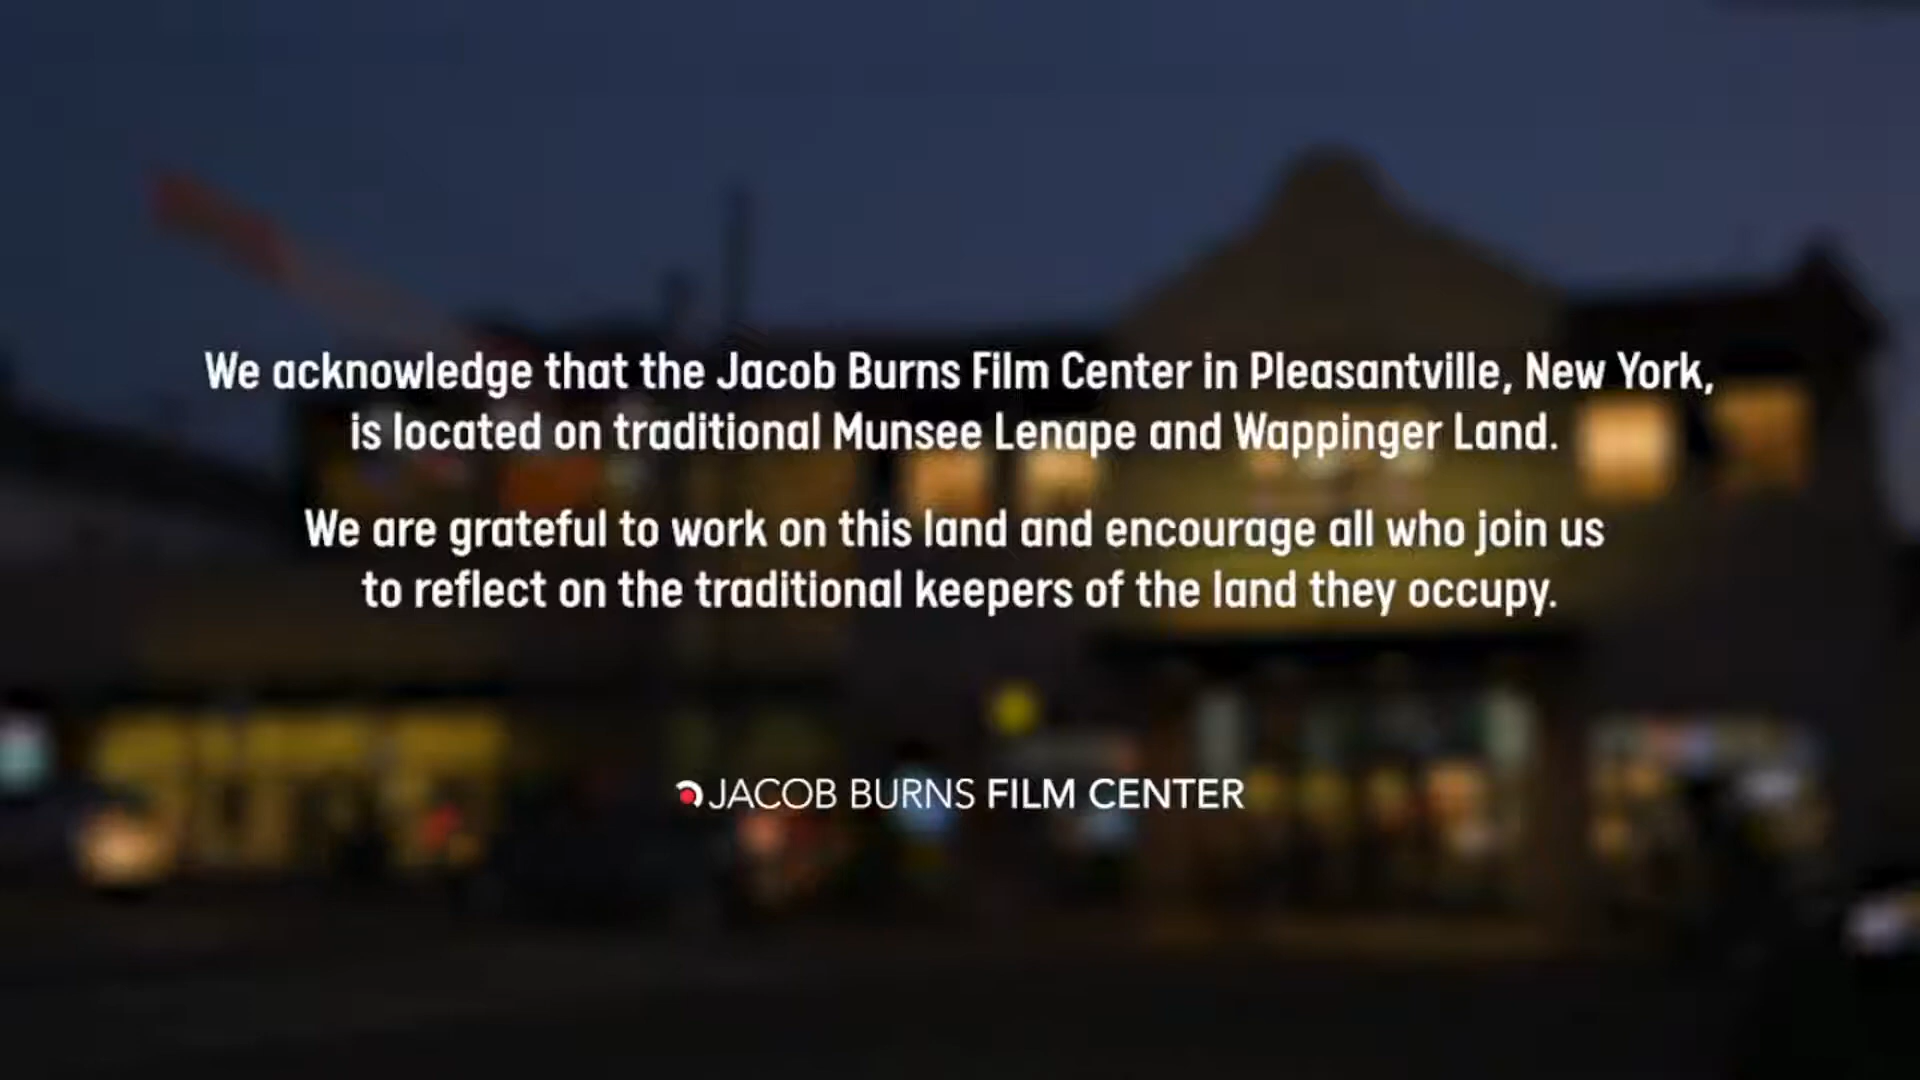 We acknowledge that the Jacob Burns Film Center in Pleasantville, New York,
is located on traditional Munsee Lenape and Wappinger Land.
We are grateful to work on this land and encourage all who join us
to reflect on the traditional keepers of the land they occupy.
JACOB BURNS FILM CENTER